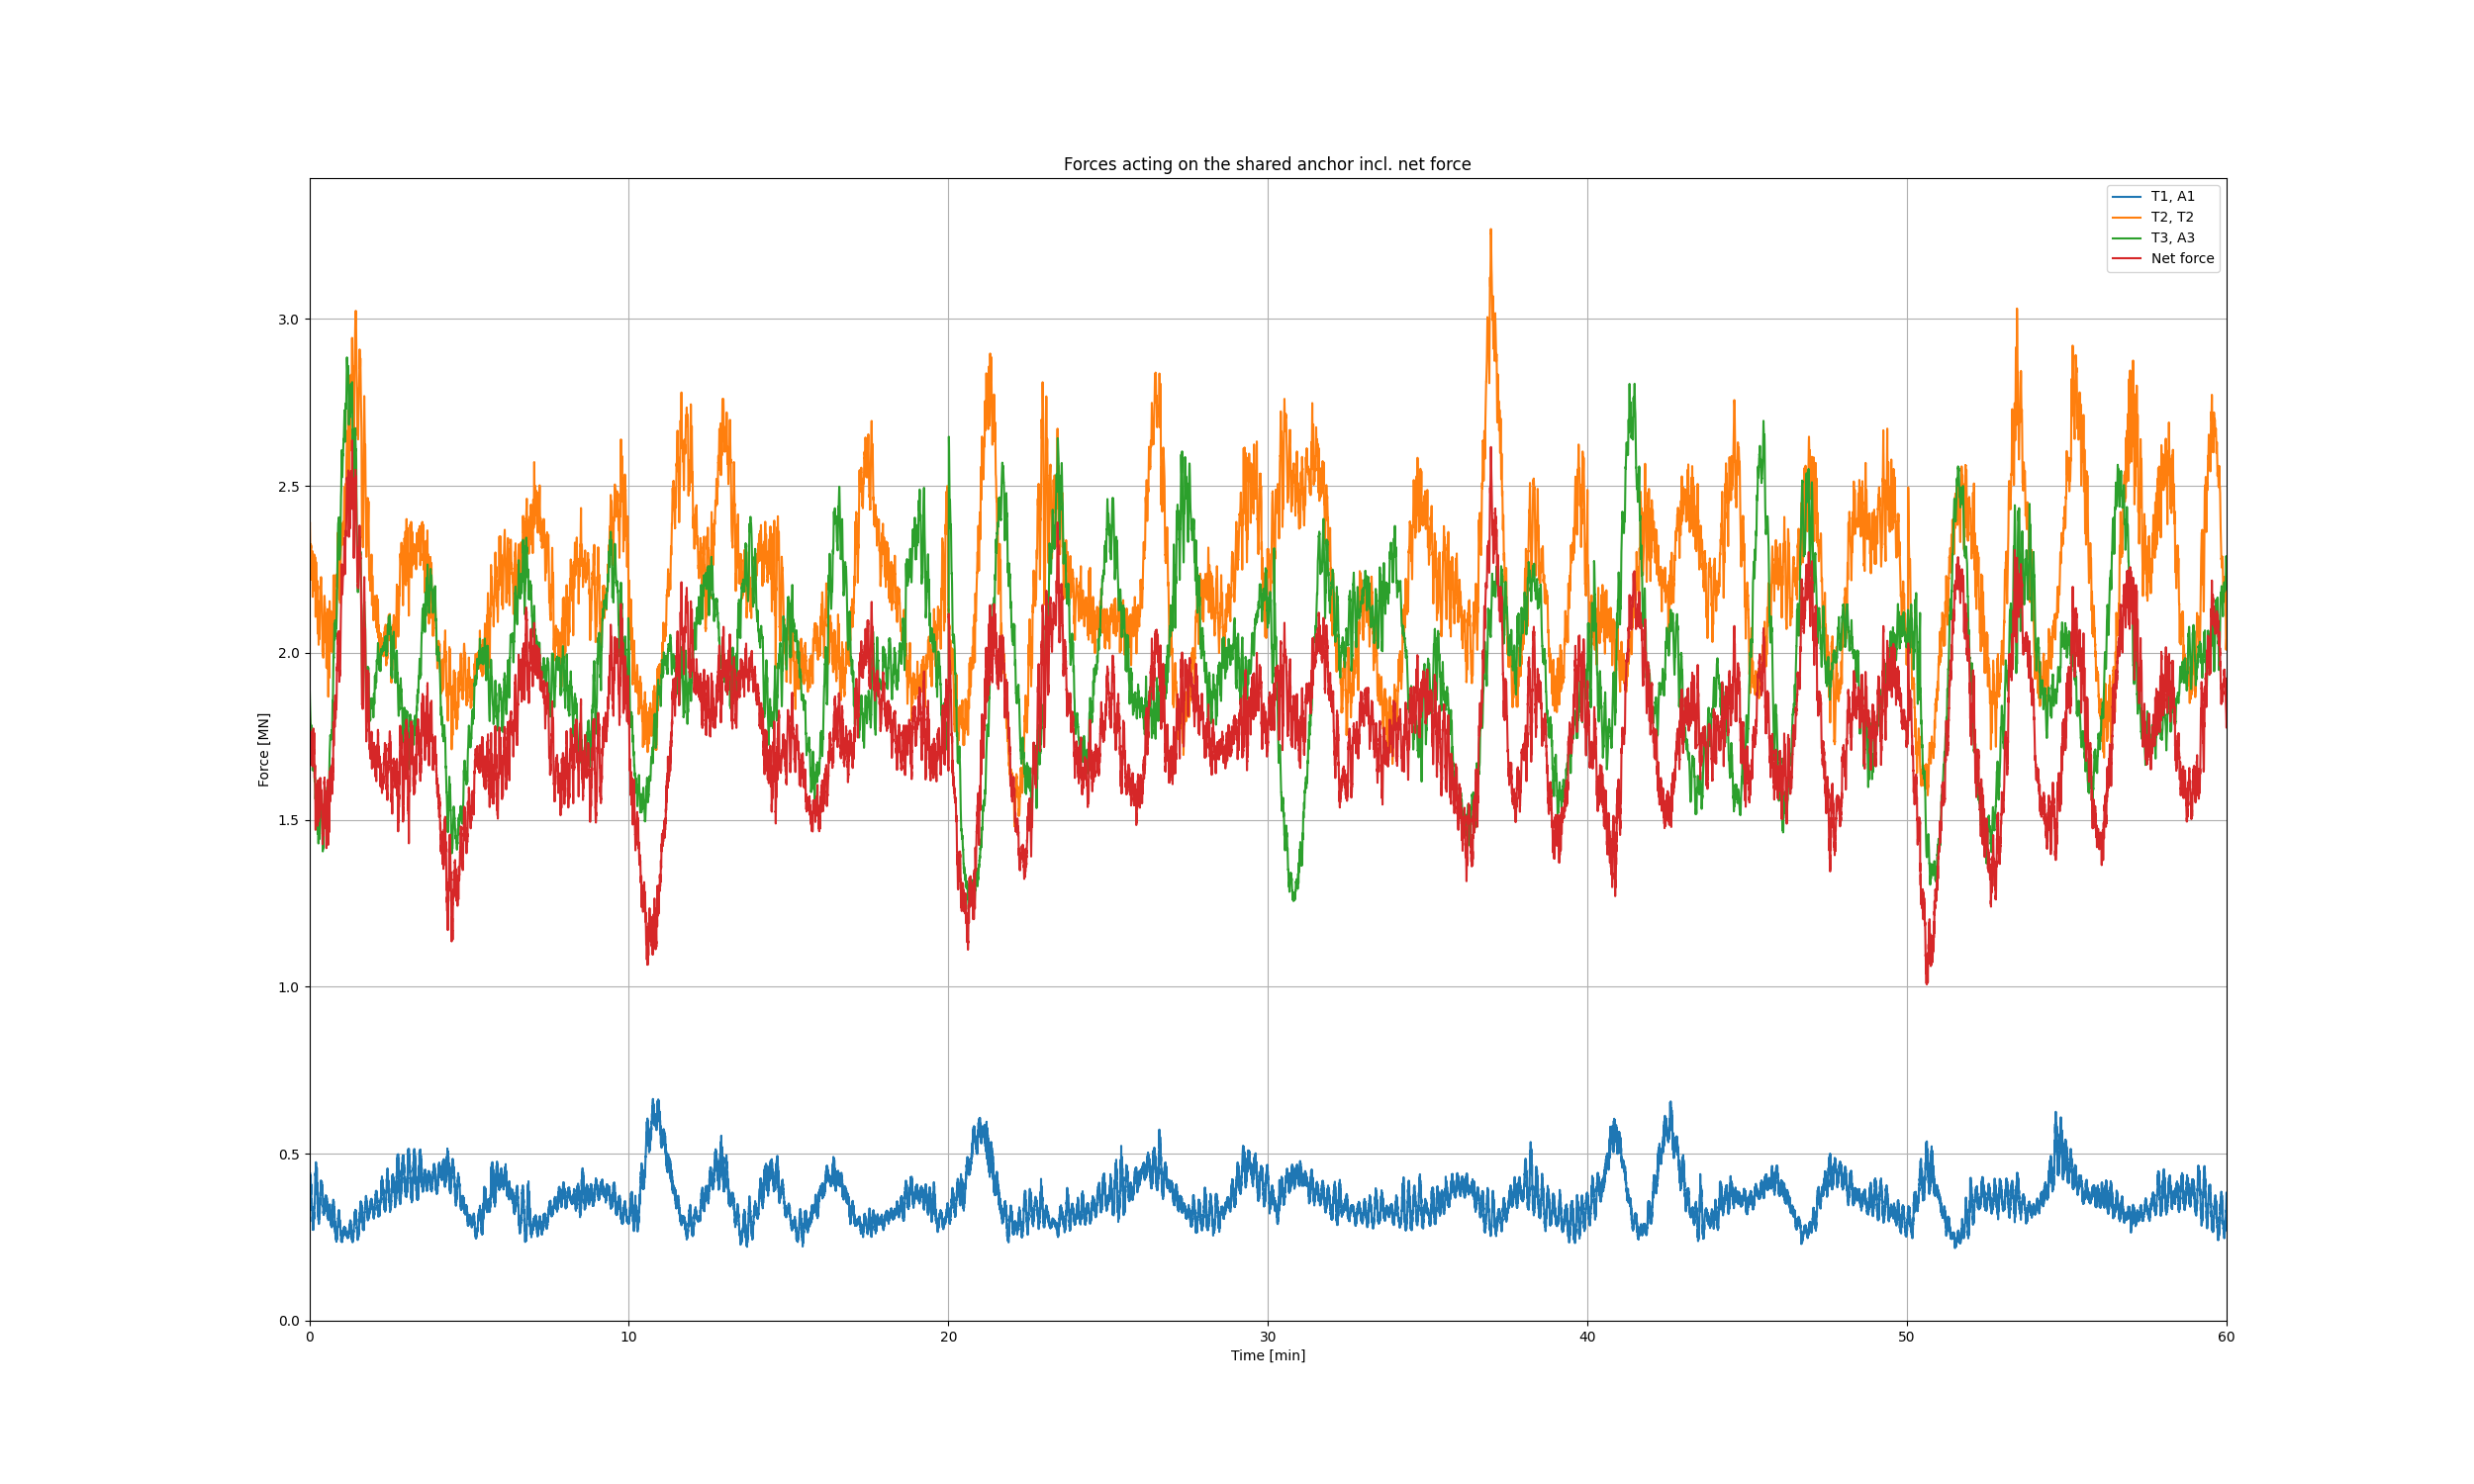 Forces acting on the shared anchor incl. net force
T1, A1
T2, T2
T3, A3
Net force
3.0
2.5
2.0
1.5
1.0
0.5
0.0
Force [MN]
0 10 20 30 40 50 60
Time [min]